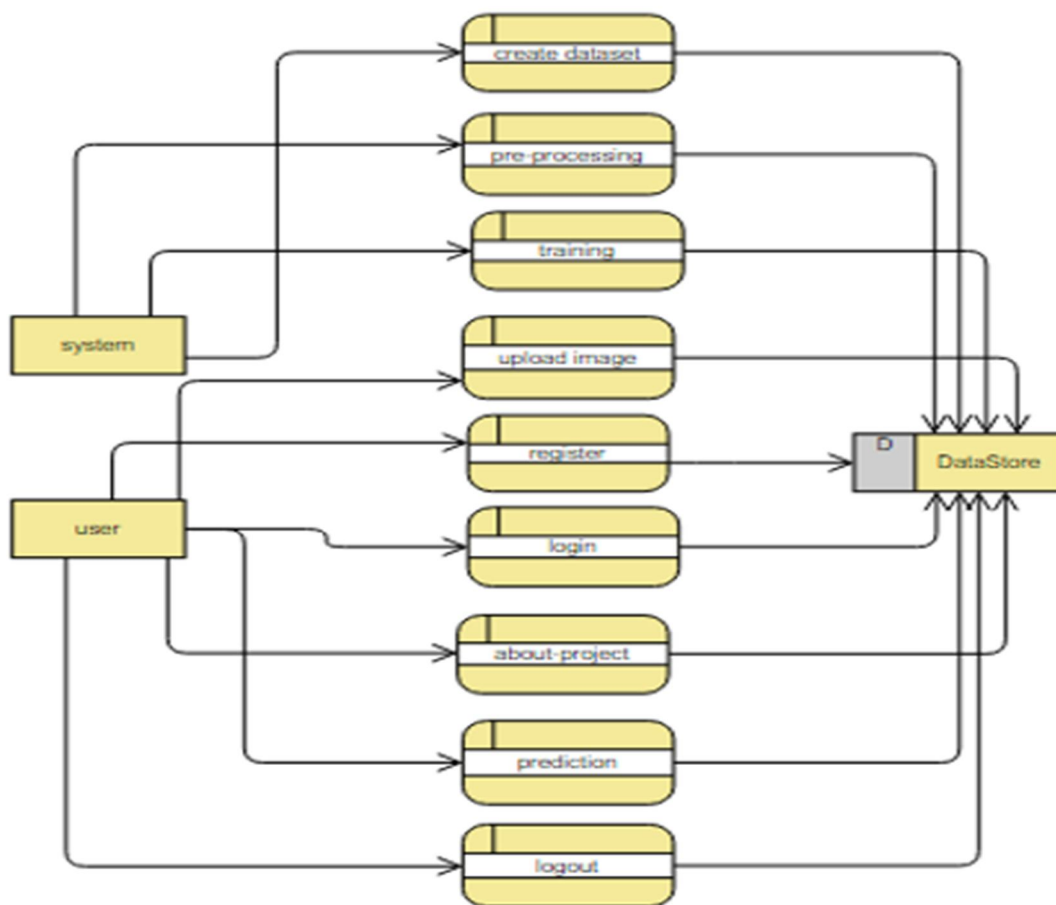 create dataset
pre-processing
training
system
upload image
register
D
DataStore
user
login
about-project
prediction
logout